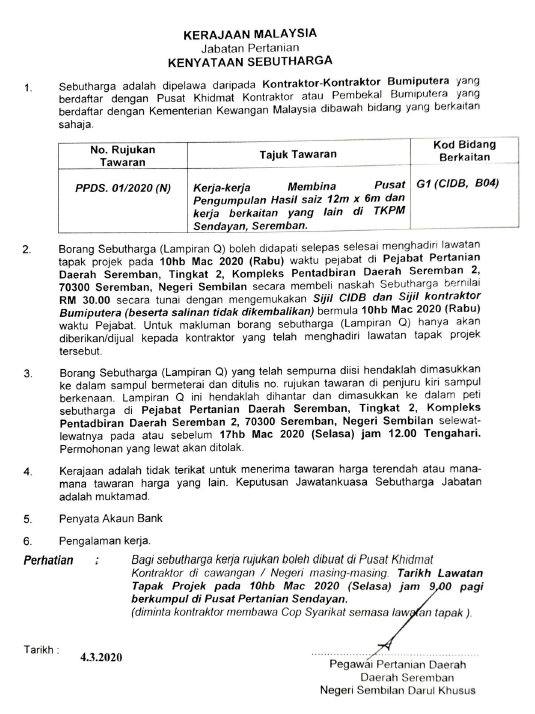 KERAJAAN MALAYSIA
Jabatan Pertanian
KENYATAAN SEBUTHARGA
1. Sebutharga adalah dipelawa daripada Kontraktor-Kontraktor Bumiputera yang
berdaftar dengan Pusat Khidmat Kontraktor atau Pembekal Bumiputera yang
berdaftar dengan Kementerian Kewangan Malaysia dibawah bidang yang berkaitan
sahaja.
No. Rujukan Tajuk Tawaran Kod Bidang
Tawaran Berkaitan
PPDS. 01/2020 (N) Kerja-kerja Membina Pusat G1 (CIDB, B04)
Pengumpulan Hasil saiz 12m x 6m dan
kerja berkaitan yang lain di TKPM
Sendayan, Seremban.
2. Borang Sebutharga (Lampiran Q) boleh didapati selepas selesai menghadiri lawatan
tapak projek pada 10hb Mac 2020 (Rabu) waktu pejabat di Pejabat Pertanian
Daerah Seremban, Tingkat 2, Kompleks Pentadbiran Daerah Seremban 2,
70300 Seremban, Negeri Sembilan secara membeli naskah Sebutharga bernilai
RM 30.00 secara tunai dengan mengemukakan Sijil CIDB dan Sijil kontraktor
Bumiputera (beserta salinan tidak dikembalikan) bermula 10hb Mac 2020 (Rabu)
waktu Pejabat. Untuk makluman borang sebutharga (Lampiran Q) hanya akan
diberikan/dijual kepada kontraktor yang telah menghadiri lawatan tapak projek
tersebut.
3. Borang Sebutharga (Lampiran Q) yang telah sempurna diisi hendaklah dimasukkan
ke dalam sampul bermeterai dan ditulis no. rujukan tawaran di penjuru kiri sampul
berkenaan. Lampiran Q ini hendaklah dihantar dan dimasukkan ke dalam peti
sebutharga di Pejabat Pertanian Daerah Seremban, Tingkat 2, Kompleks
Pentadbiran Daerah Seremban 2, 70300 Seremban, Negeri Sembilan selewat-
lewatnya pada atau sebelum 17hb Mac 2020 (Selasa) jam 12.00 Tengahari.
Permohonan yang lewat akan ditolak.
4. Kerajaan adalah tidak terikat untuk menerima tawaran harga terendah atau mana-
mana tawaran harga yang lain. Keputusan Jawatankuasa Sebutharga Jabatan
adalah muktamad.
5. Penyata Akaun Bank
6. Pengalaman kerja.
Perhatian : Bagi sebutharga kerja rujukan boleh dibuat di Pusat Khidmat
Kontraktor di cawangan / Negeri masing-masing. Tarikh Lawatan
Tapak Projek pada 10hb Mac 2020 (Selasa) jam 9.00 pagi
berkumpul di Pusat Pertanian Sendayan.
(diminta kontraktor membawa Cop Syarikat semasa lawatan tapak ).
Tarikh : 4.3.2020
Pegawai Pertanian Daerah
Daerah Seremban
Negeri Sembilan Darul Khusus